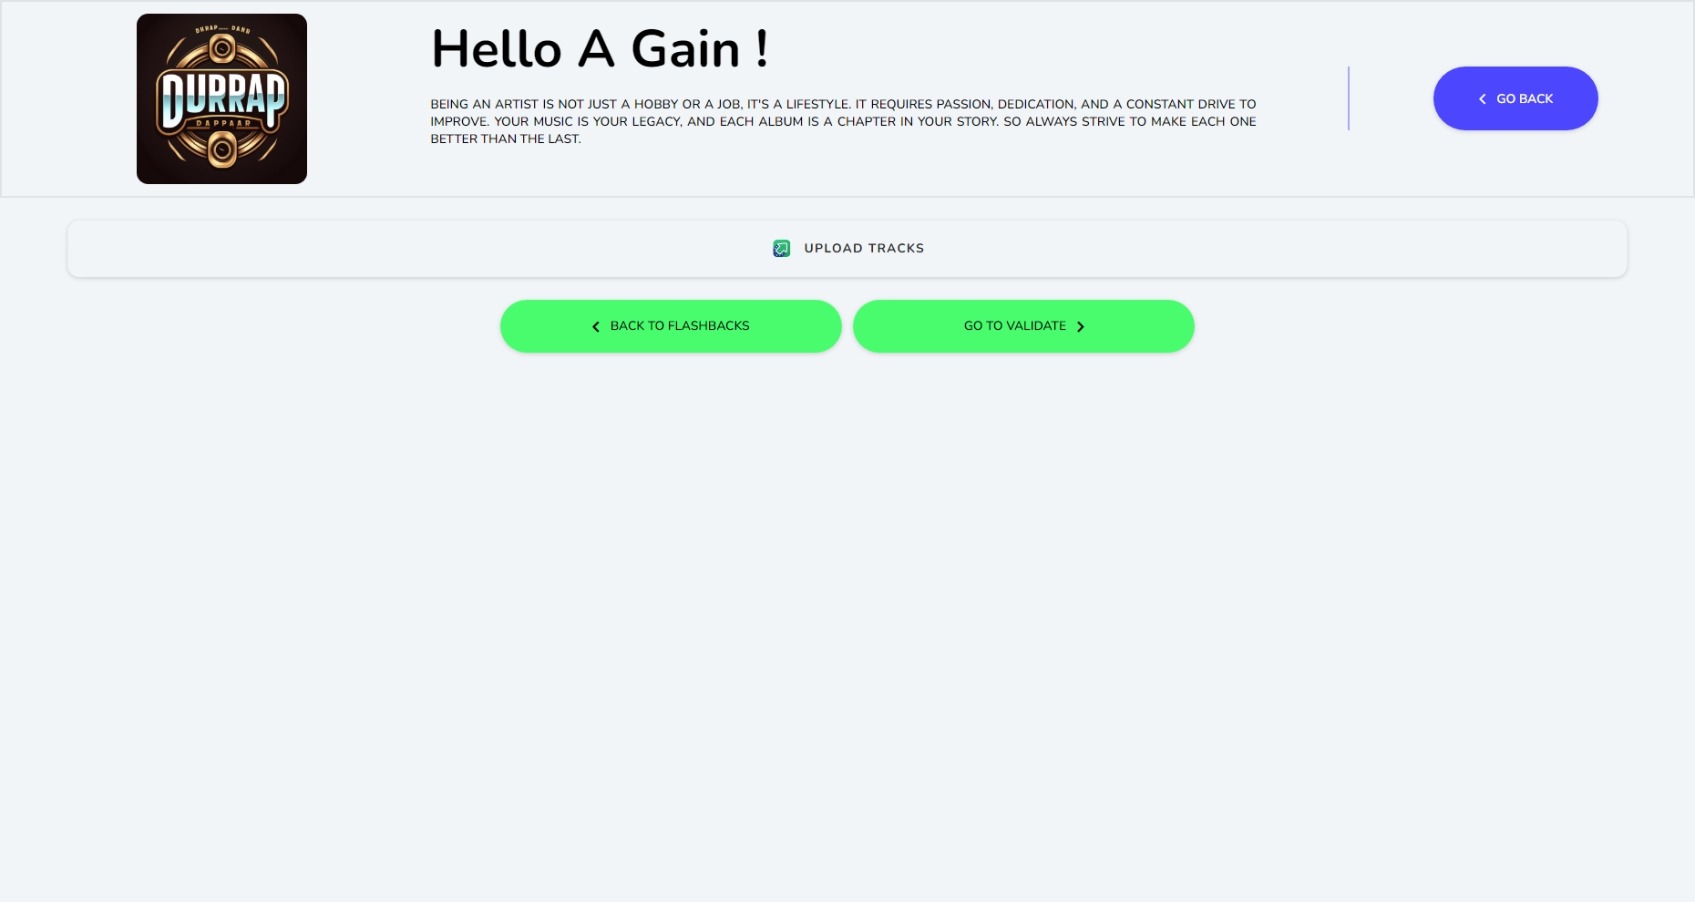 DURRAP
DAPPAAR
Hello A Gain !
BEING AN ARTIST IS NOT JUST A HOBBY OR A JOB, IT'S A LIFESTYLE. IT REQUIRES PASSION, DEDICATION, AND A CONSTANT DRIVE TO
IMPROVE. YOUR MUSIC IS YOUR LEGACY, AND EACH ALBUM IS A CHAPTER IN YOUR STORY. SO ALWAYS STRIVE TO MAKE EACH ONE
BETTER THAN THE LAST.
GO BACK
UPLOAD TRACKS
BACK TO FLASHBACKS
GO TO VALIDATE